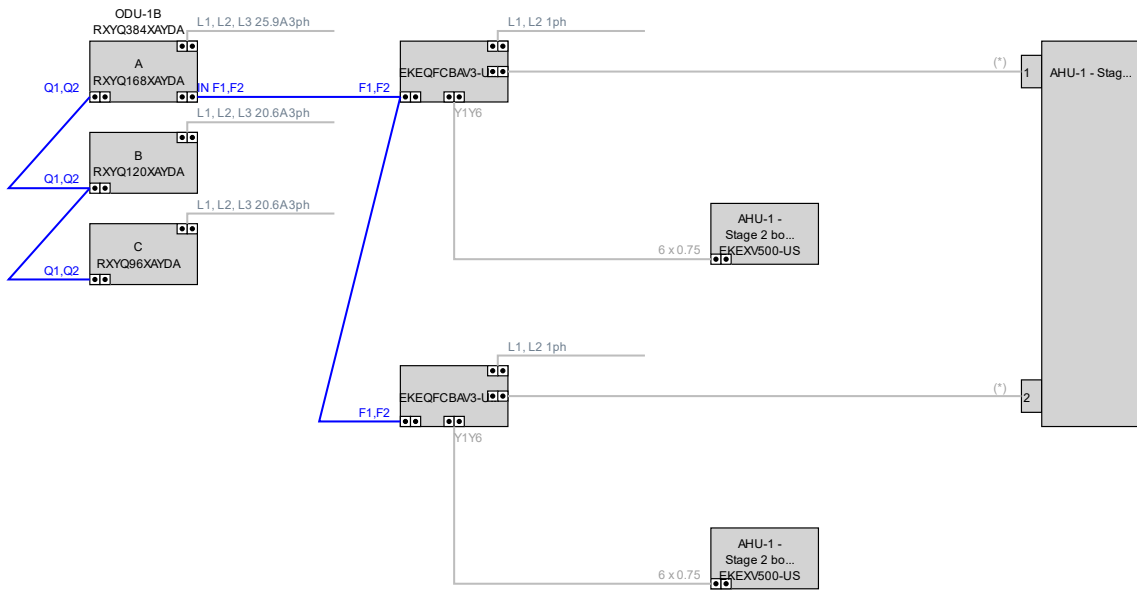 ODU-1B
RXYQ384XAYDA
L1, L2, L3 25.9A3ph
A
RXYQ168XAYDA
Q1,Q2
IN F1,F2
F1,F2
L1, L2 1ph
EKEQFCBAV3-U
Y1Y6
(*)
1
AHU-1 - Stag...
L1, L2, L3 20.6A3ph
B
RXYQ120XAYDA
Q1,Q2
L1, L2, L3 20.6A3ph
C
RXYQ96XAYDA
Q1,Q2
AHU-1 -
Stage 2 bo...
EKEXV500-US
6 x 0.75
L1, L2 1ph
EKEQFCBAV3-U
F1,F2
Y1Y6
(*)
2
AHU-1 -
Stage 2 bo...
EKEXV500-US
6 x 0.75